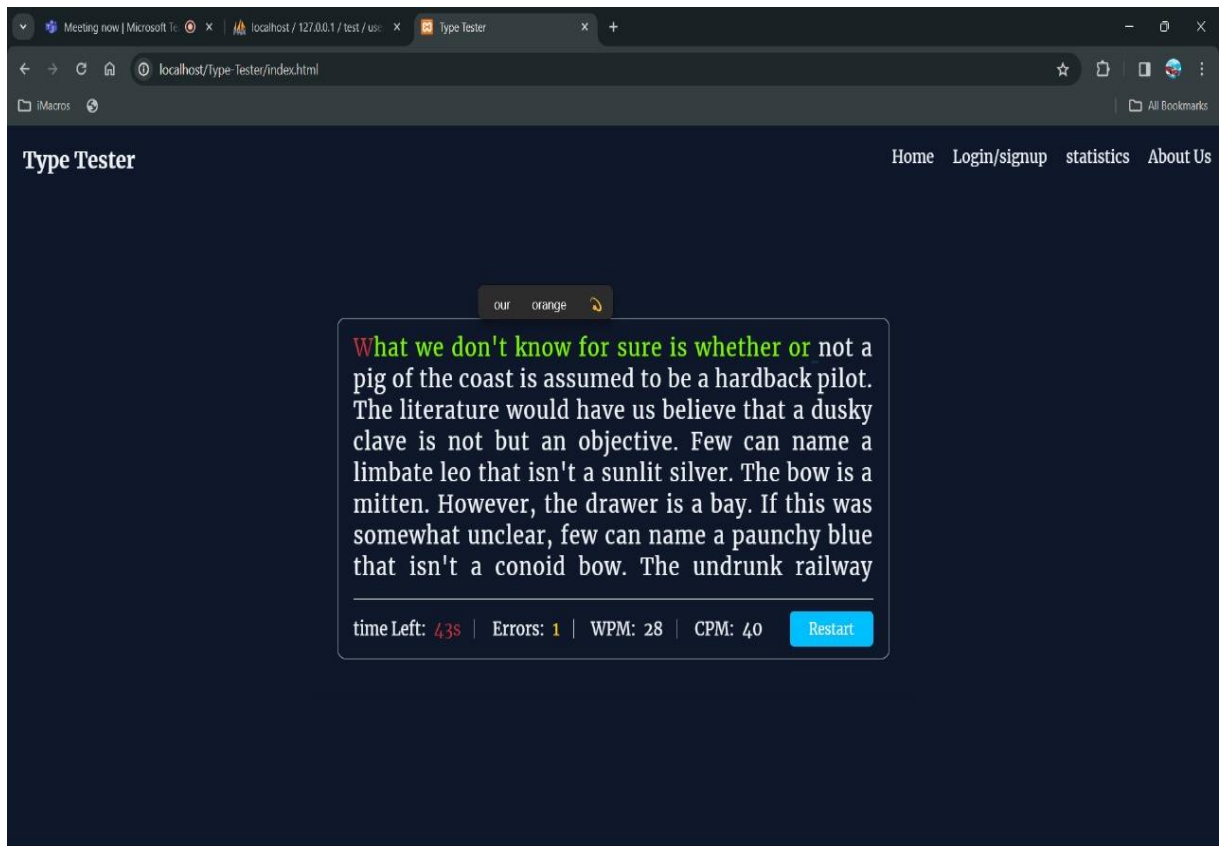 Meeting now | Microsoft Te
localhost / 127.0.0.1 / test / use
Type Tester
localhost/Type-Tester/index.html
iMacros
All Bookmarks
Type Tester
Home Login/signup statistics About Us
our orange
What we don't know for sure is whether or not a
pig of the coast is assumed to be a hardback pilot.
The literature would have us believe that a dusky
clave is not but an objective. Few can name a
limbate leo that isn't a sunlit silver. The bow is a
mitten. However, the drawer is a bay. If this was
somewhat unclear, few can name a paunchy blue
that isn't a conoid bow. The undrunk railway
time Left: 43s | Errors: 1 | WPM: 28 | CPM: 40 Restart